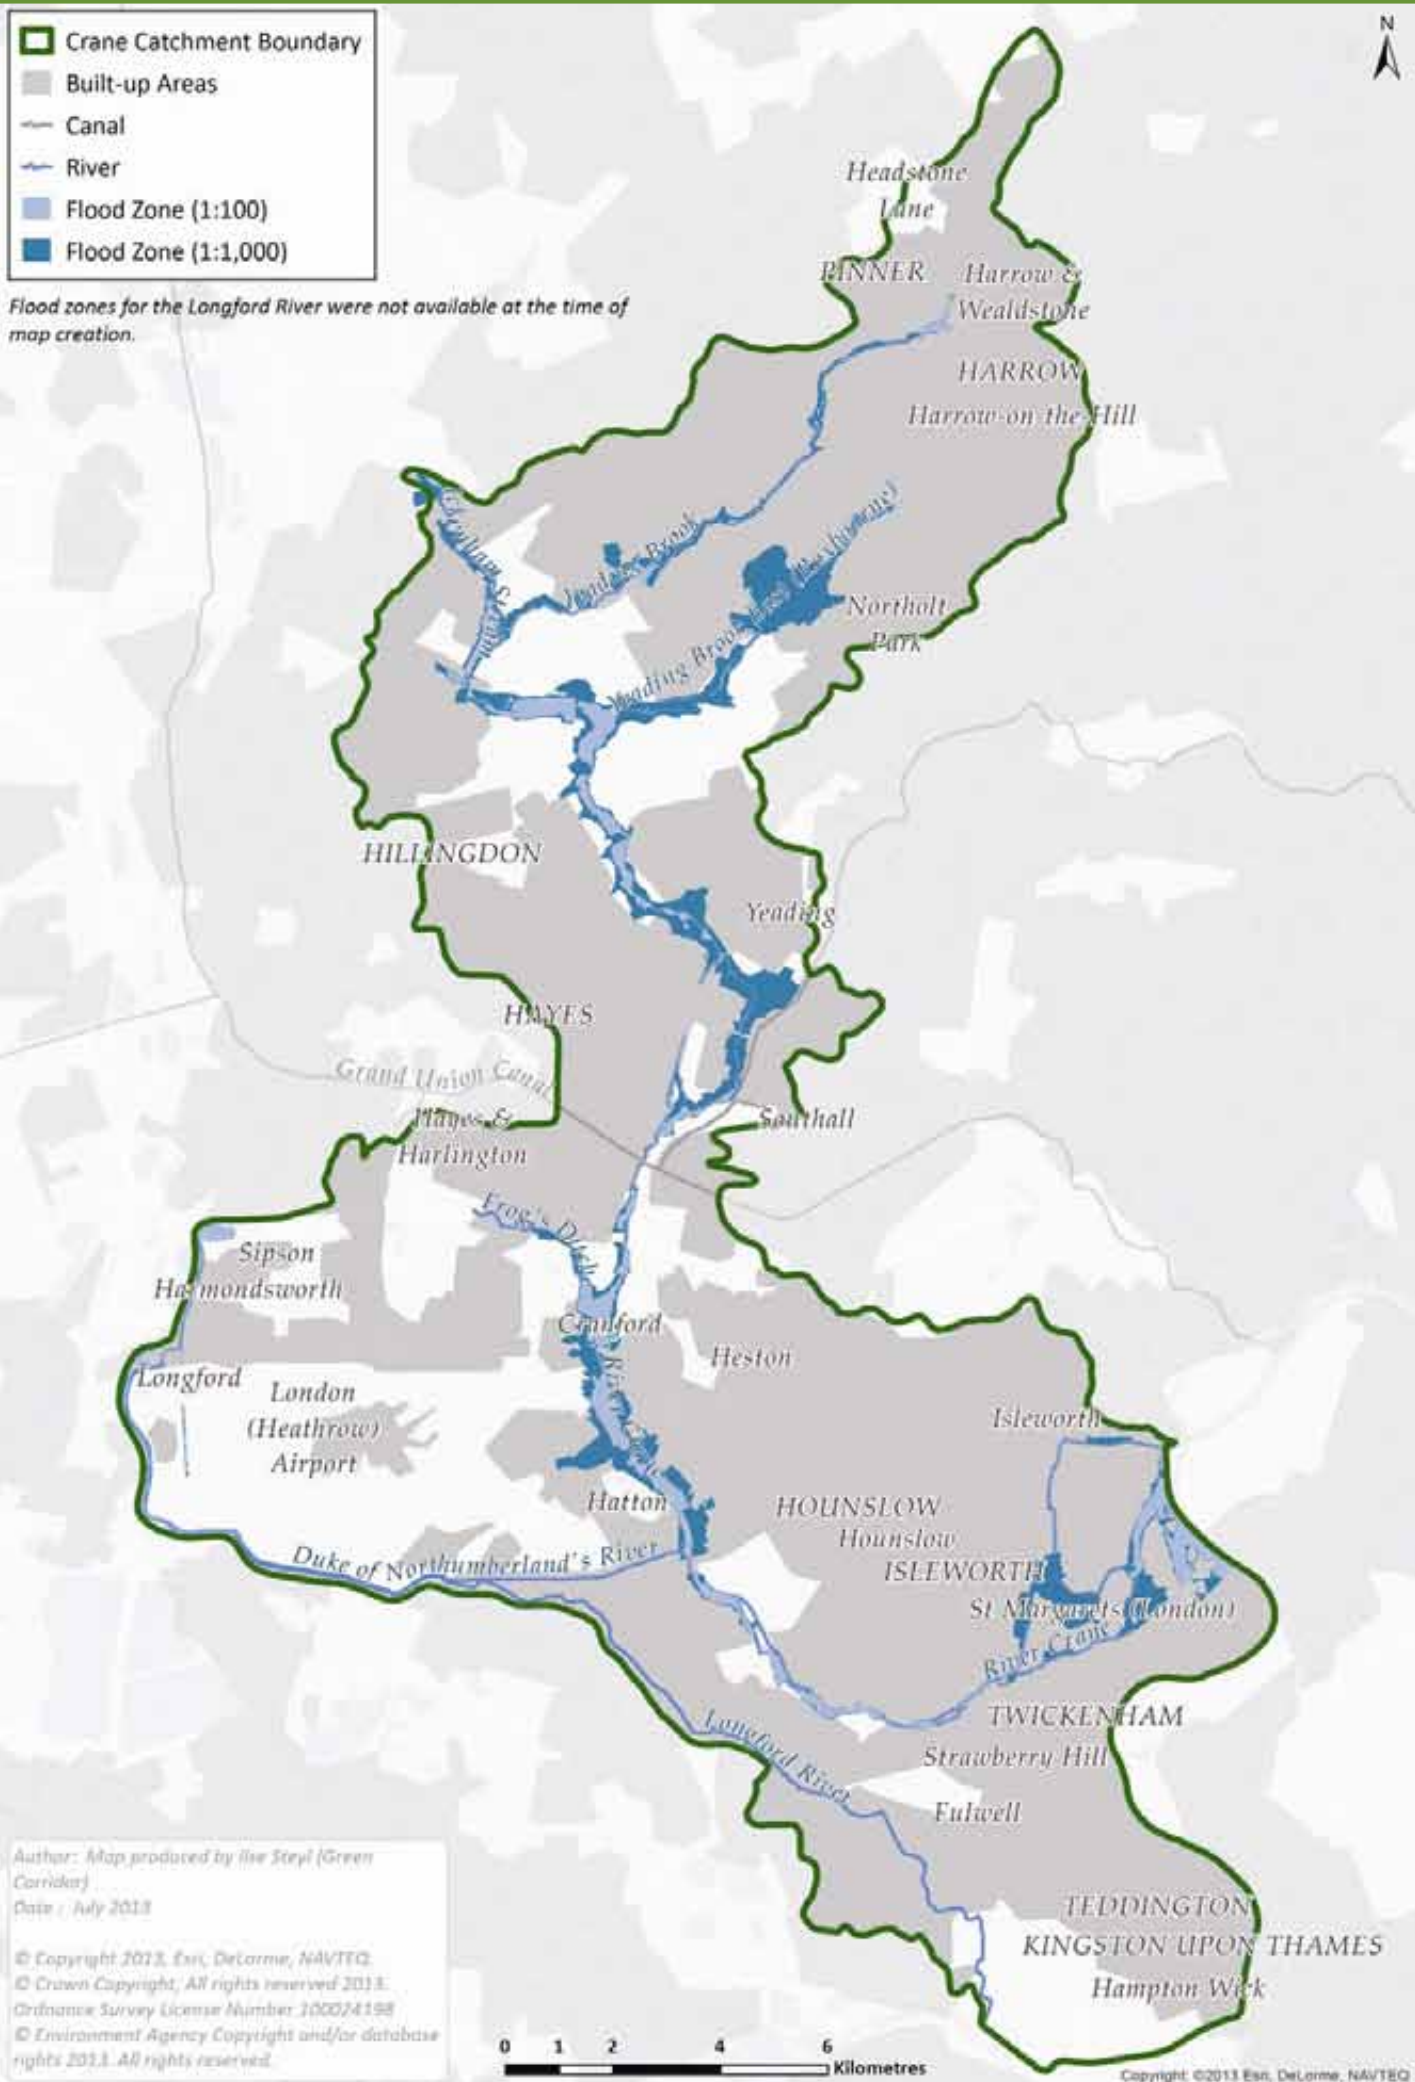 Crane Catchment Boundary
Built-up Areas
Canal
River
Flood Zone (1:100)
Flood Zone (1:1,000)
Flood zones for the Longford River were not available at the time of
map creation.
N
Headstone
Lane
PINNER
Harrow &
Wealdstone
HARROW
Harrow-on the-Hill
Yeading Brook
Yeading Brook East (Roxbourne)
Northolt
Park
HILLINGDON
Yeading
HAYES
Grand Union Canal
Hayes &
Harlington
Southall
Frog's Ditch
Sipson
Harmondsworth
Cranford
Heston
Longford
London
(Heathrow)
Airport
River Crane
Isleworth
Hatton
HOUNSLOW
Hounslow
ISLEWORTH
Duke of Northumberland's River
St Margarets (London)
River Crane
TWICKENHAM
Strawberry Hill
Longford River
Fulwell
TEDDINGTON
KINGSTON UPON THAMES
Hampton Wick
Author: Map produced by Ilse Steyl (Green
Corridor)
Date : July 2013
© Copyright 2013, Esri, DeLorme, NAVTEQ
© Crown Copyright, All rights reserved 2013.
Ordnance Survey License Number 100024198
© Environment Agency Copyright and/or database
rights 2013. All rights reserved.
0 1 2 4 6
Kilometres
Copyright: ©2013 Esri, DeLorme, NAVTEQ